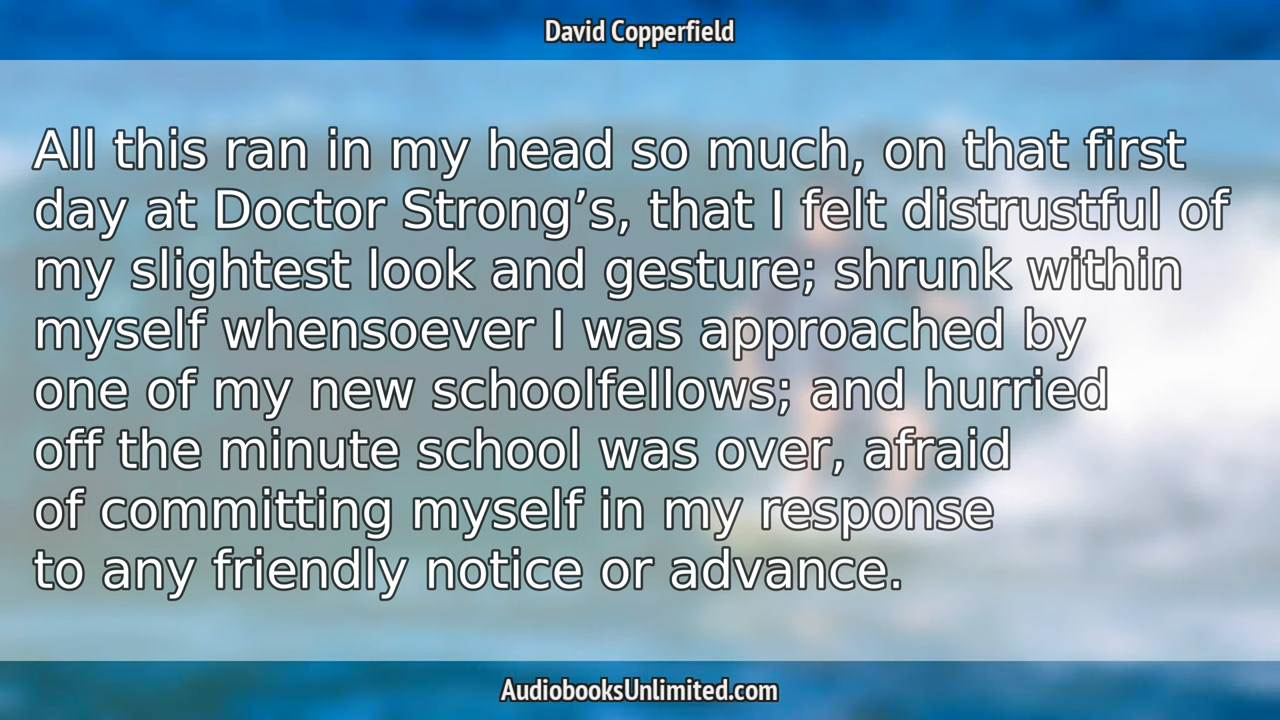 David Copperfield
All this ran in my head so much, on that first
day at Doctor Strong’s, that I felt distrustful of
my slightest look and gesture; shrunk within
myself whensoever I was approached by
one of my new schoolfellows; and hurried
off the minute school was over, afraid
of committing myself in my response
to any friendly notice or advance.
AudiobooksUnlimited.com